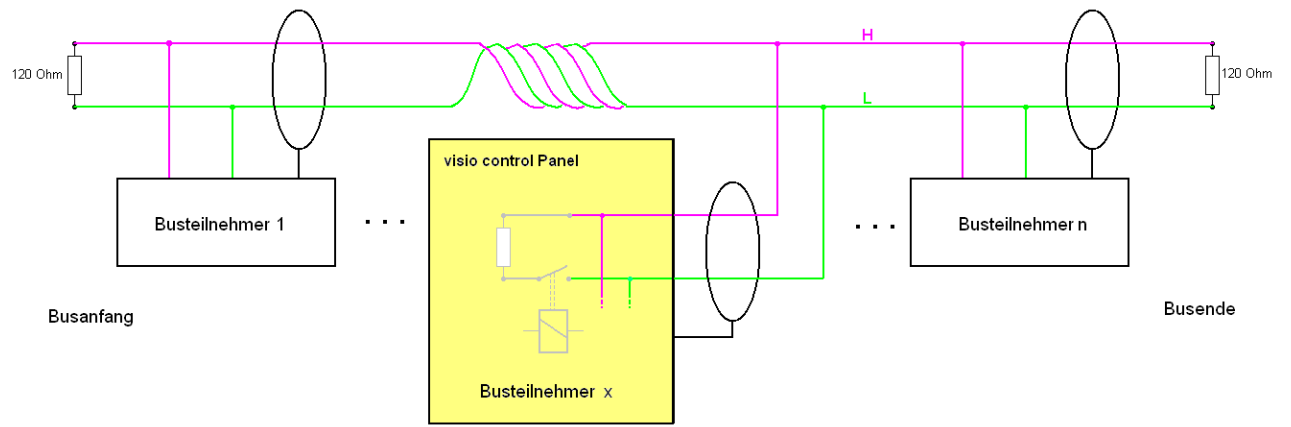 H
120 Ohm
120 Ohm
L
visio control Panel
Busteilnehmer 1
. . .
. . .
Busteilnehmer n
Busanfang
Busende
Busteilnehmer x